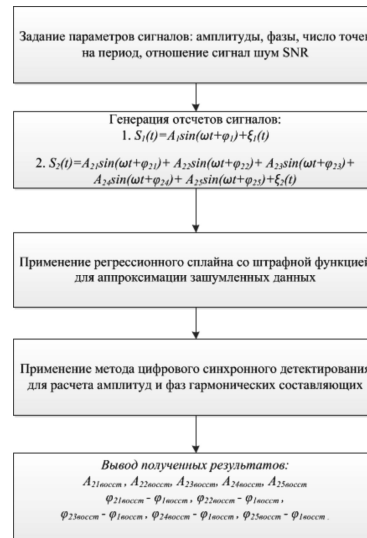 Задание параметров сигналов: амплитуды, фазы, число точек
на период, отношение сигнал шум SNR
Генерация отсчетов сигналов:
1. S₁(t)=A₁sin(ωt+φ₁)+ξ₁(t)
2. S₂(t)=A₂₁sin(ωt+φ₂₁)+ A₂₂sin(ωt+φ₂₂)+ A₂₃sin(ωt+φ₂₃)+
A₂₄sin(ωt+φ₂₄)+ A₂₅sin(ωt+φ₂₅)+ξ₂(t)
Применение регрессионного сплайна со штрафной функцией
для аппроксимации зашумленных данных
Применение метода цифрового синхронного детектирования
для расчета амплитуд и фаз гармонических составляющих
Вывод полученных результатов:
A21восст , A22восст, A23восст, A24восст, A25восст
φ21восст - φ1восст , φ22восст - φ1восст ,
φ23восст - φ1восст, φ24восст - φ1восст, φ25восст - φ1восст .